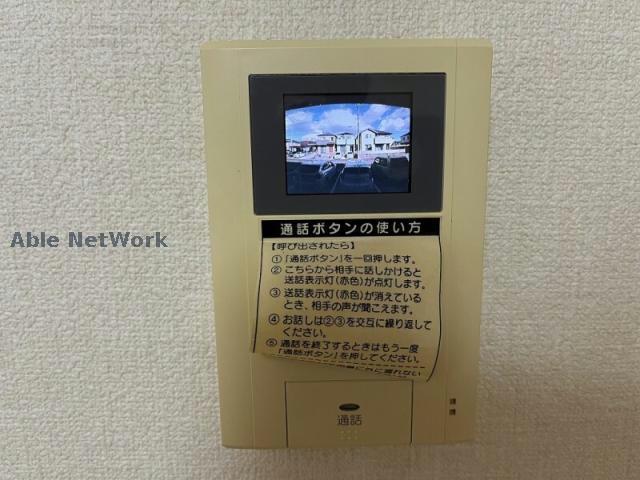 Able NetWork
通話ボタンの使い方
【呼び出されたら】
①「通話ボタン」を一回押します。
② こちらから相手に話しかけると
送話表示灯(赤色)が点灯します。
③ 送話表示灯(赤色)が消えている
とき、相手の声が聞こえます。
④ お話しは②③を交互に繰り返して
ください。
⑤ 通話を終了するときはもう一度
「通話ボタン」を押してください。
通話